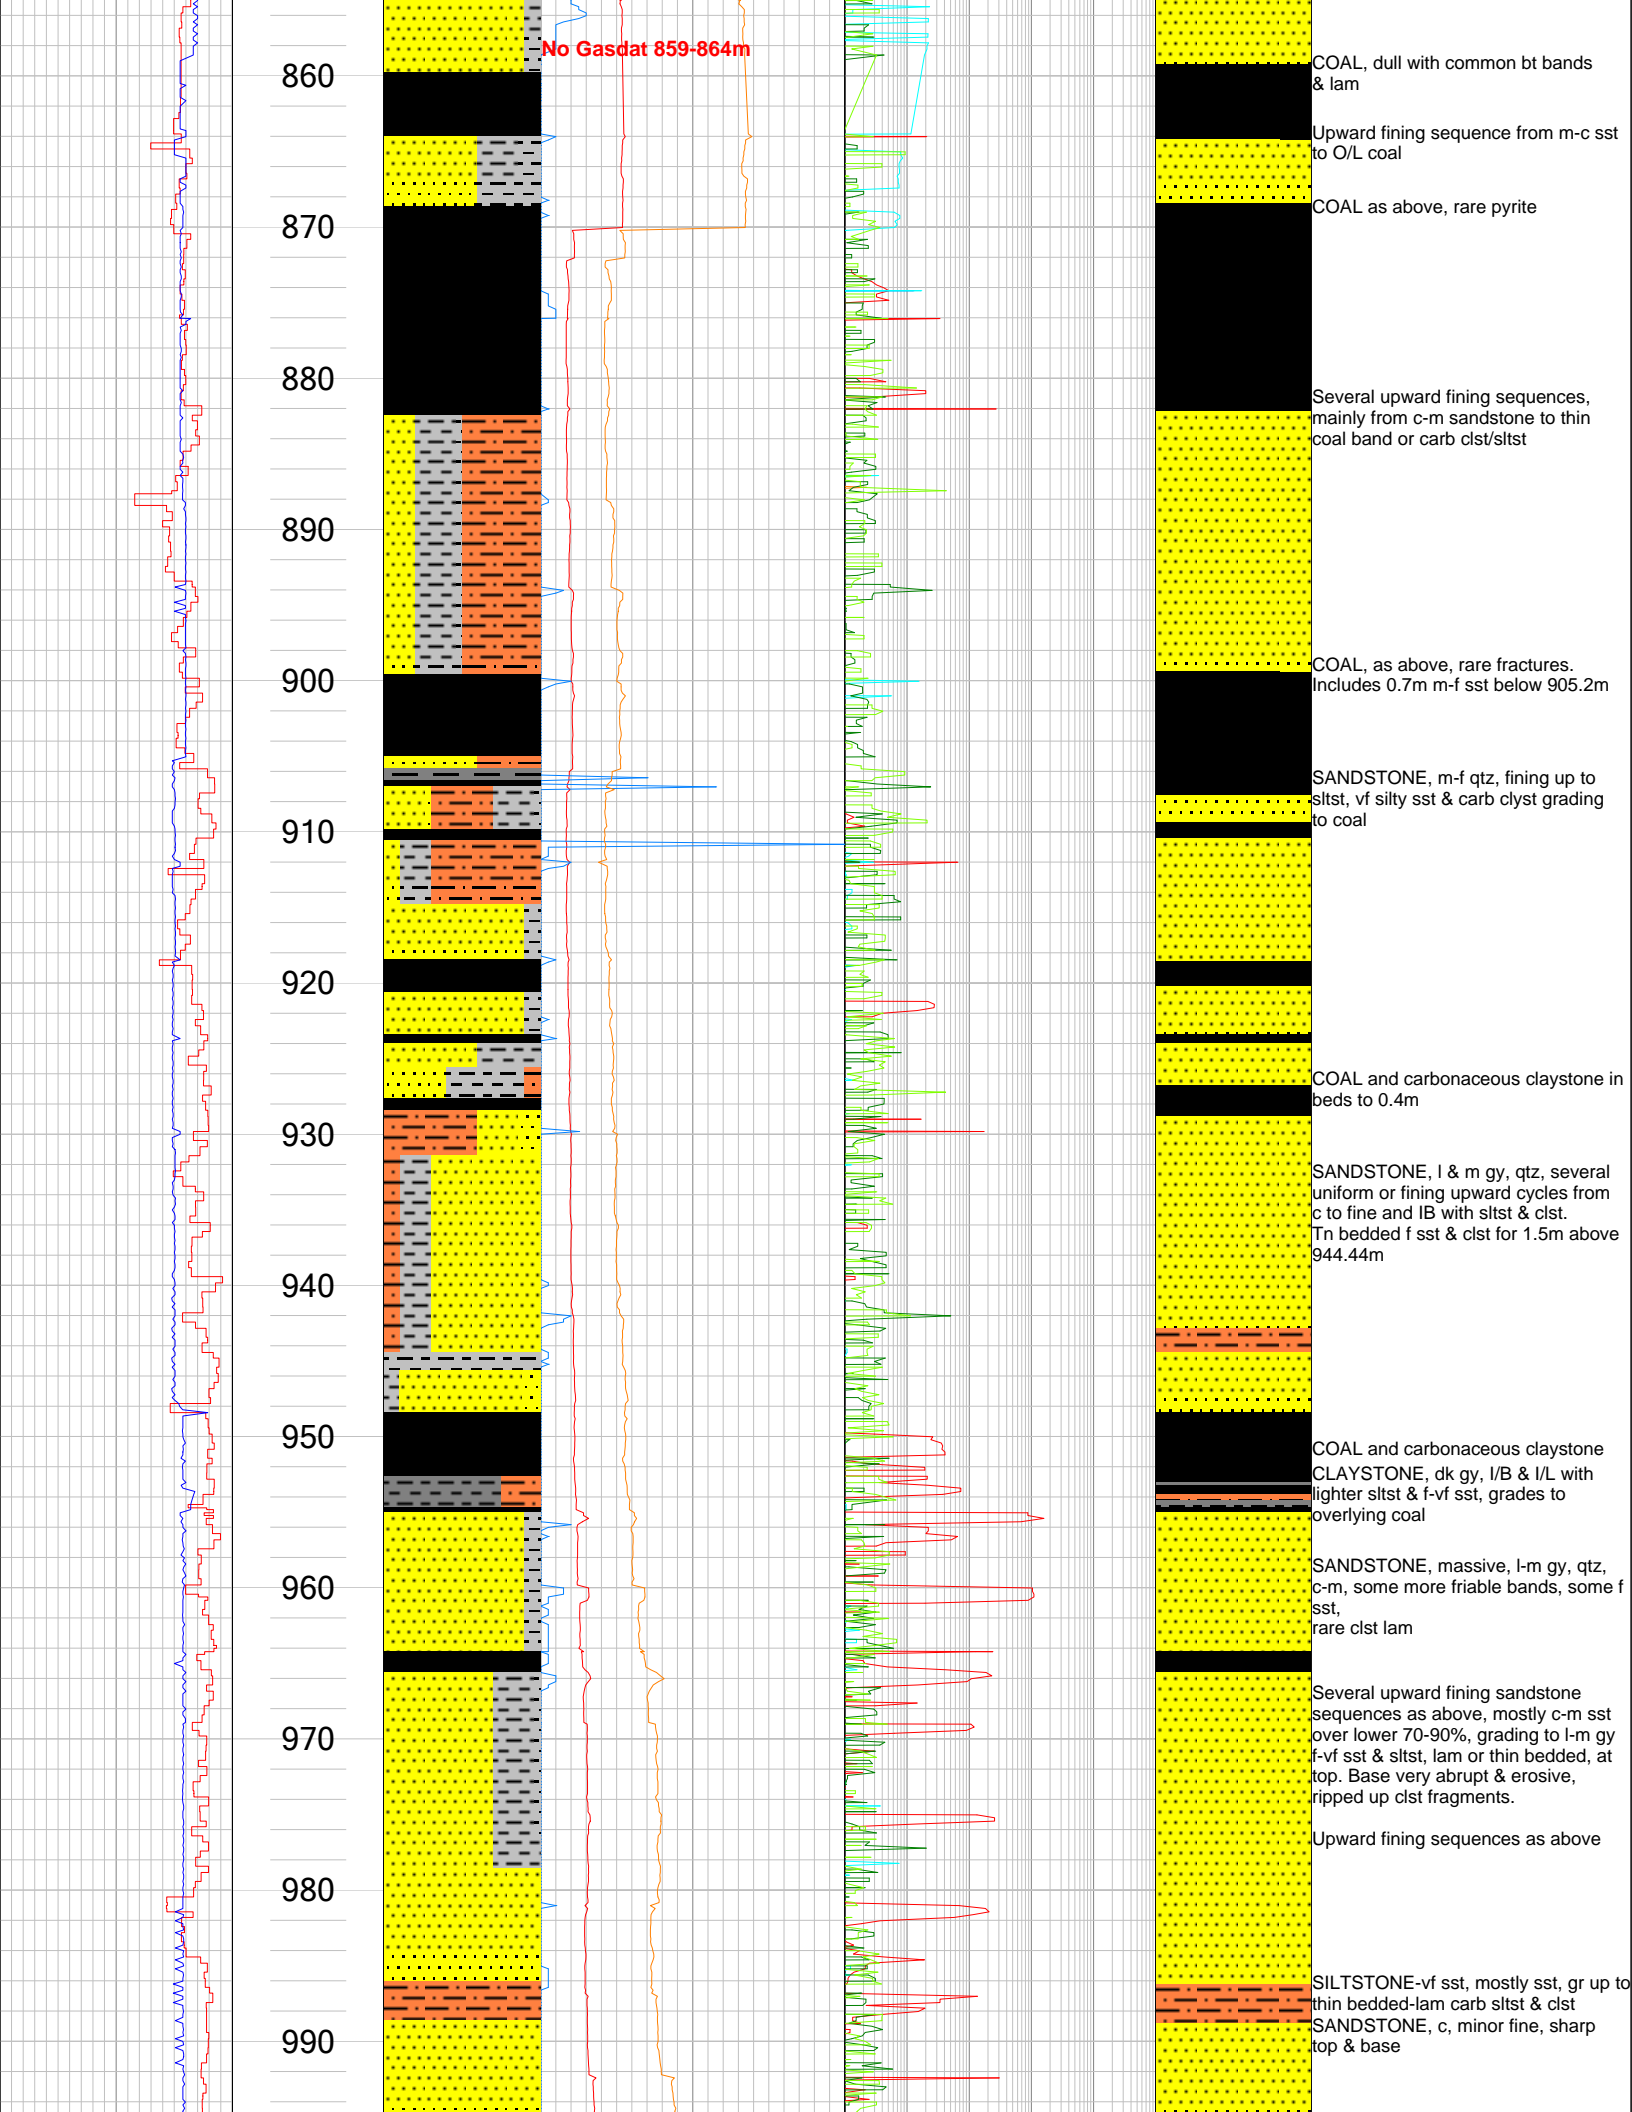 No Gasdat 859-864m
860
870
880
890
900
910
920
930
940
950
960
970
980
990
COAL, dull with common bt bands
& lam
Upward fining sequence from m-c sst
to O/L coal
COAL as above, rare pyrite
Several upward fining sequences,
mainly from c-m sandstone to thin
coal band or carb clst/sltst
COAL, as above, rare fractures.
Includes 0.7m m-f sst below 905.2m
SANDSTONE, m-f qtz, fining up to
sltst, vf silty sst & carb clyst grading
to coal
COAL and carbonaceous claystone in
beds to 0.4m
SANDSTONE, l & m gy, qtz, several
uniform or fining upward cycles from
c to fine and IB with sltst & clst.
Tn bedded f sst & clst for 1.5m above
944.44m
COAL and carbonaceous claystone
CLAYSTONE, dk gy, I/B & I/L with
lighter sltst & f-vf sst, grades to
overlying coal
SANDSTONE, massive, l-m gy, qtz,
c-m, some more friable bands, some f
sst,
rare clst lam
Several upward fining sandstone
sequences as above, mostly c-m sst
over lower 70-90%, grading to l-m gy
f-vf sst & sltst, lam or thin bedded, at
top. Base very abrupt & erosive,
ripped up clst fragments.
Upward fining sequences as above
SILTSTONE-vf sst, mostly sst, gr up to
thin bedded-lam carb sltst & clst
SANDSTONE, c, minor fine, sharp
top & base